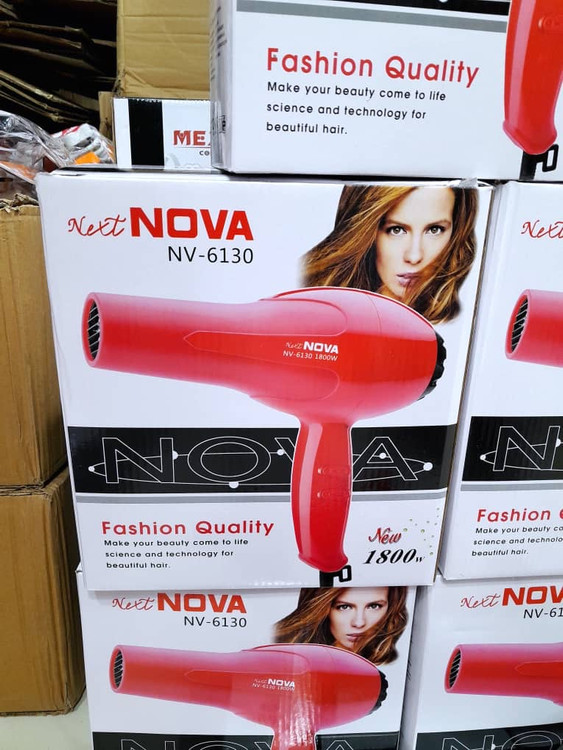 Fashion Quality
Make your beauty come to life
science and technology for
beautiful hair.
Next NOVA
NV-6130
Next NOVA
NV-6130 1800W
NOVA
Fashion Quality
Make your beauty come to life
science and technology for
beautiful hair.
New
1800w
Next
N
Fashion
Make your beauty co
science and technolo
beautiful hair.
Next NOVA
NV-6130
Next NOVA
NV-6130 1800W
NOVA
Next NOV
NV-61